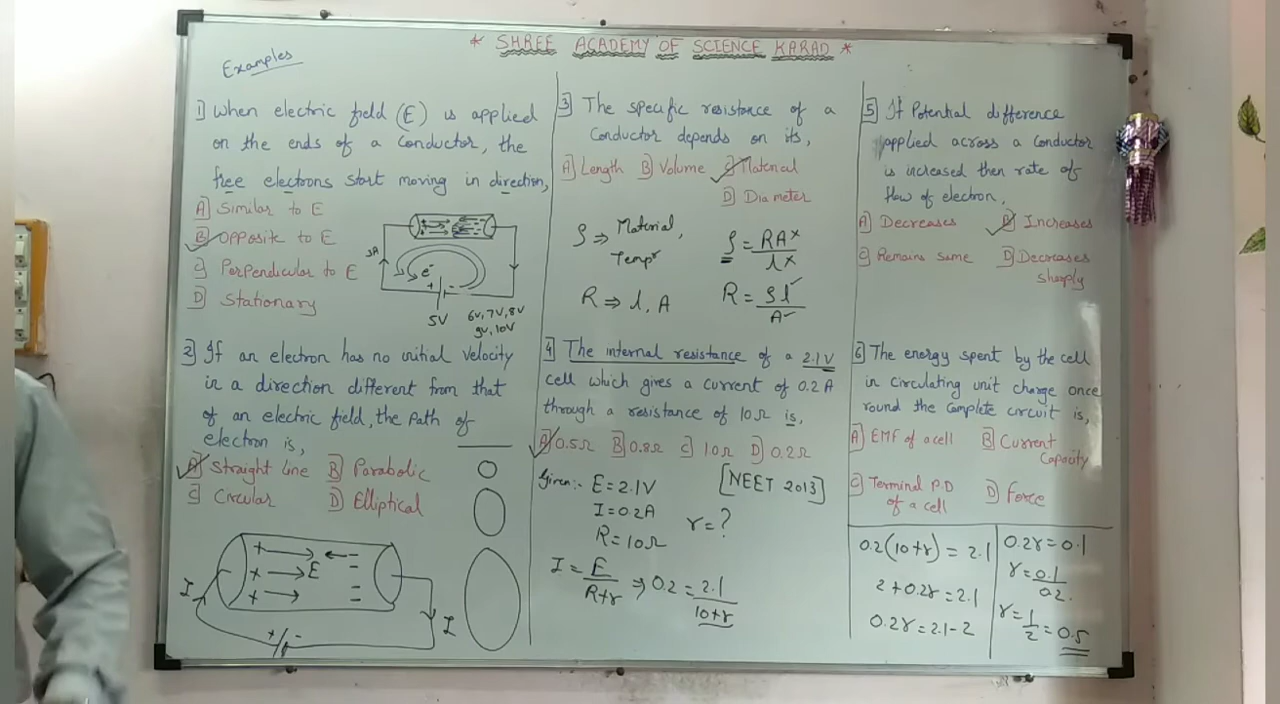 * SHREE ACADEMY OF SCIENCE KARAD *
Examples
1] When electric field (E) is applied
on the ends of a conductor, the
free electrons start moving in direction,
A] Similar to E
B] Opposite to E
C] Perpendicular to E
D] Stationary
3A
e-
+ -
5V
6V, 7V, 8V
9V, 10V
2] If an electron has no initial velocity
in a direction different from that
of an electric field, the path of
electron is,
A] Straight line B] Parabolic
C] Circular D] Elliptical
+ -
+ E -
+ -
I
I
+ -
3] The specific resistance of a
Conductor depends on its,
A] Length B] Volume C] Material
D] Diameter
ρ ⇒ Material,
Tempr
ρ = RA× / l×
R ⇒ l, A
R = ρl / A
4] The internal resistance of a 2.1V
cell which gives a current of 0.2A
through a resistance of 10Ω is,
A] 0.5Ω B] 0.8Ω C] 10Ω D] 0.2Ω
[NEET 2013]
Given:- E = 2.1V
I = 0.2A
R = 10Ω
r = ?
I = E / R+r ⇒ 0.2 = 2.1 / 10+r
5] If Potential difference
applied across a conductor
is increased then rate of
flow of electron,
A] Decreases B] Increases
C] Remains same D] Decreases
sharply
6] The energy spent by the cell
in circulating unit charge once
round the complete circuit is,
A] EMF of a cell B] Current
Capacity
C] Terminal P.D
of a cell
D] Force
0.2(10+r) = 2.1
2 + 0.2r = 2.1
0.2r = 2.1 - 2
0.2r = 0.1
r = 0.1 / 0.2.
r = 1/2 = 0.5